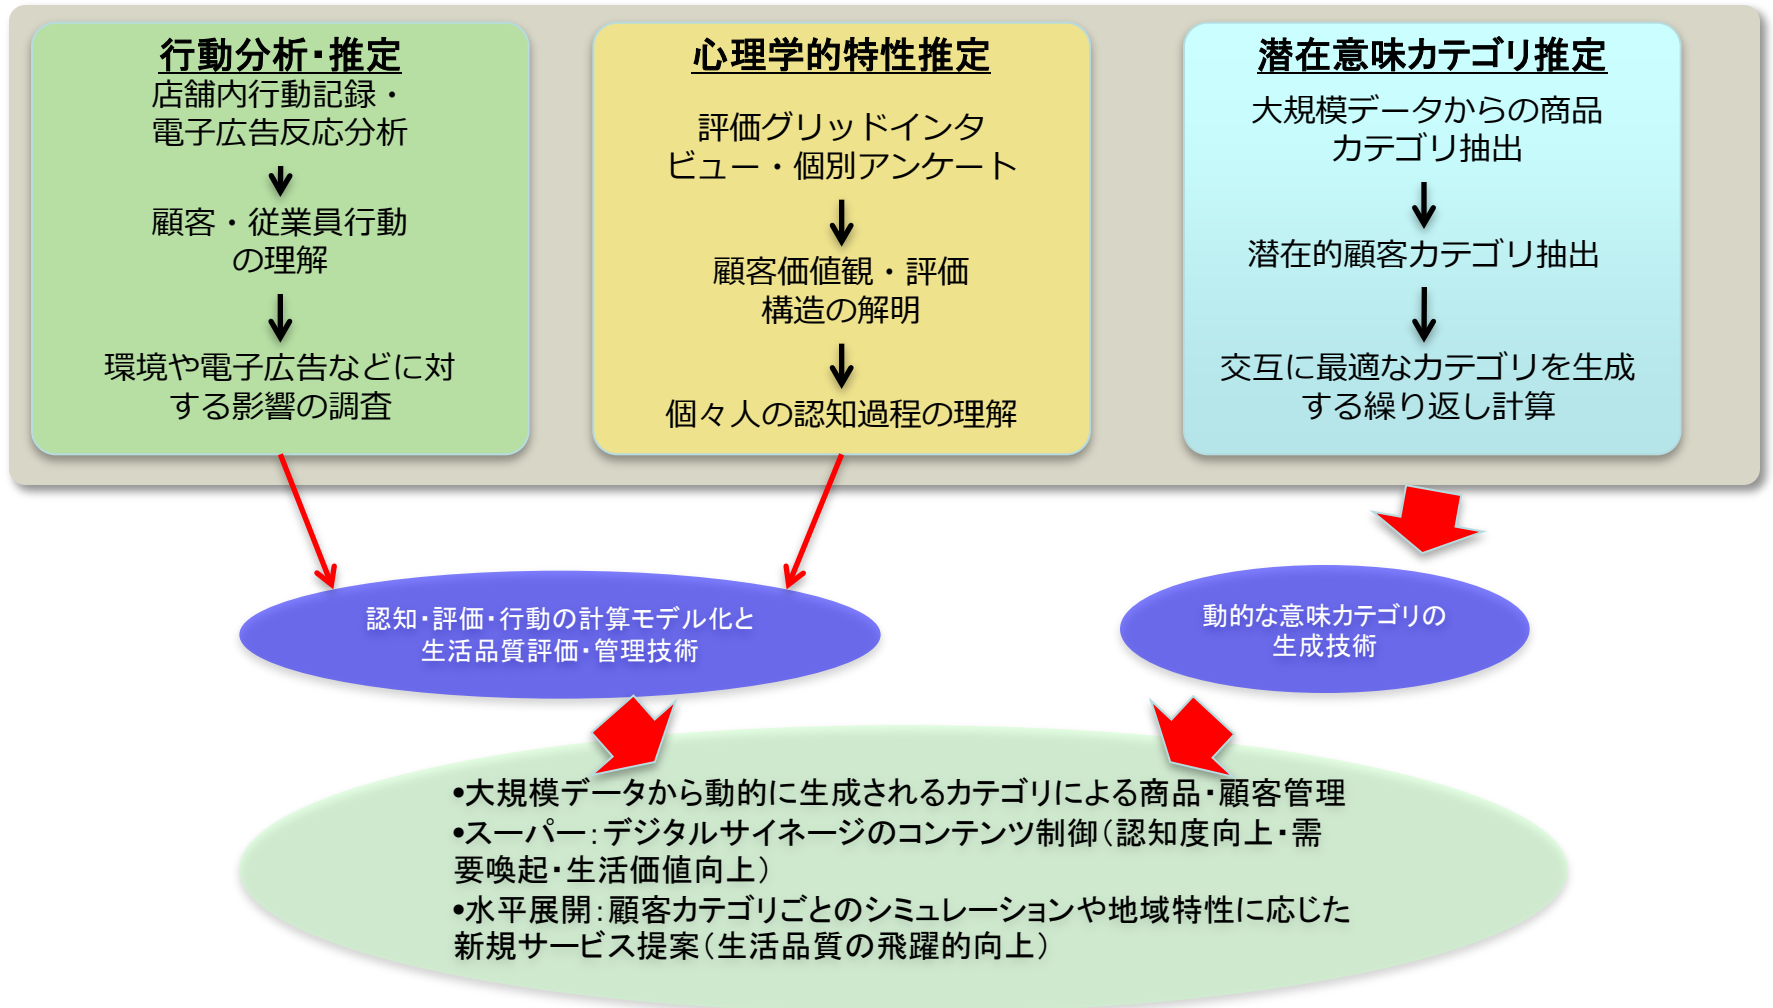 行動分析・推定
店舗内行動記録・
電子広告反応分析
顧客・従業員行動
の理解
環境や電子広告などに対
する影響の調査
心理学的特性推定
評価グリッドインタ
ビュー・個別アンケート
顧客価値観・評価
構造の解明
個々人の認知過程の理解
潜在意味カテゴリ推定
大規模データからの商品
カテゴリ抽出
潜在的顧客カテゴリ抽出
交互に最適なカテゴリを生成
する繰り返し計算
認知・評価・行動の計算モデル化と
生活品質評価・管理技術
動的な意味カテゴリの
生成技術
•大規模データから動的に生成されるカテゴリによる商品・顧客管理
•スーパー：デジタルサイネージのコンテンツ制御（認知度向上・需
要喚起・生活価値向上）
•水平展開：顧客カテゴリごとのシミュレーションや地域特性に応じた
新規サービス提案（生活品質の飛躍的向上）